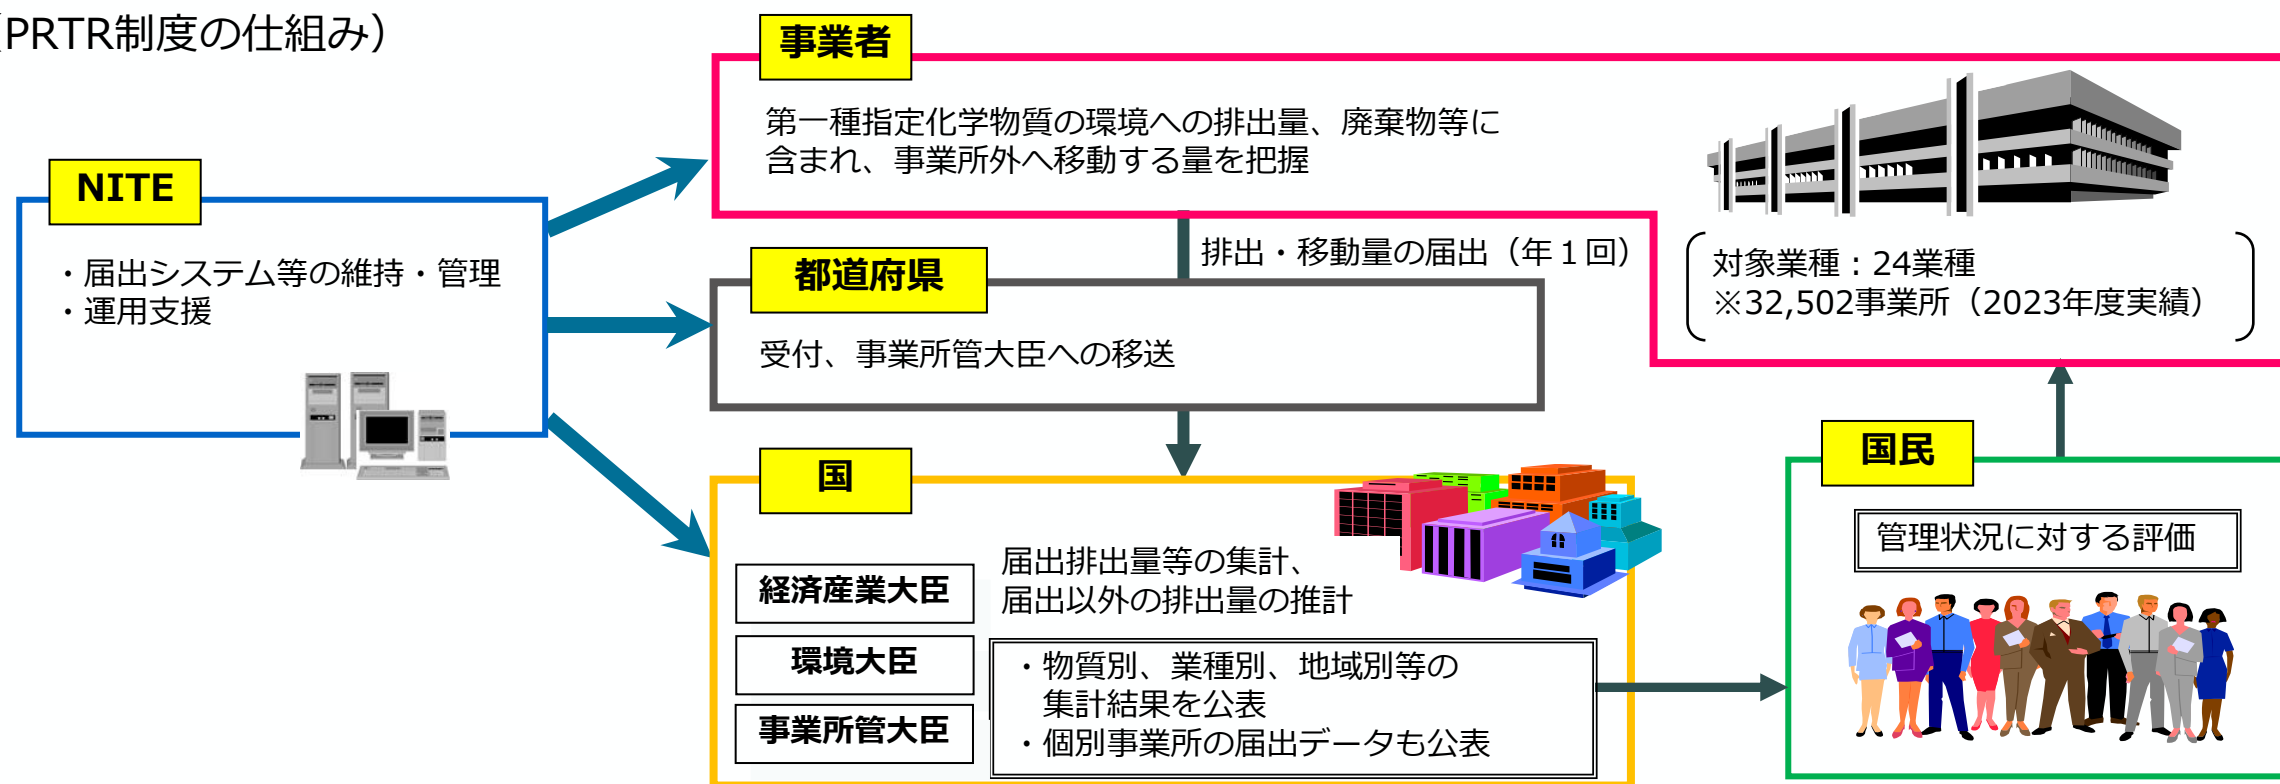 （PRTR制度の仕組み）
事業者
第一種指定化学物質の環境への排出量、廃棄物等に
含まれ、事業所外へ移動する量を把握
対象業種：24業種
※32,502事業所（2023年度実績）
NITE
・届出システム等の維持・管理
・運用支援
排出・移動量の届出（年１回）
都道府県
受付、事業所管大臣への移送
国
経済産業大臣
環境大臣
事業所管大臣
届出排出量等の集計、
届出以外の排出量の推計
・物質別、業種別、地域別等の
集計結果を公表
・個別事業所の届出データも公表
国民
管理状況に対する評価